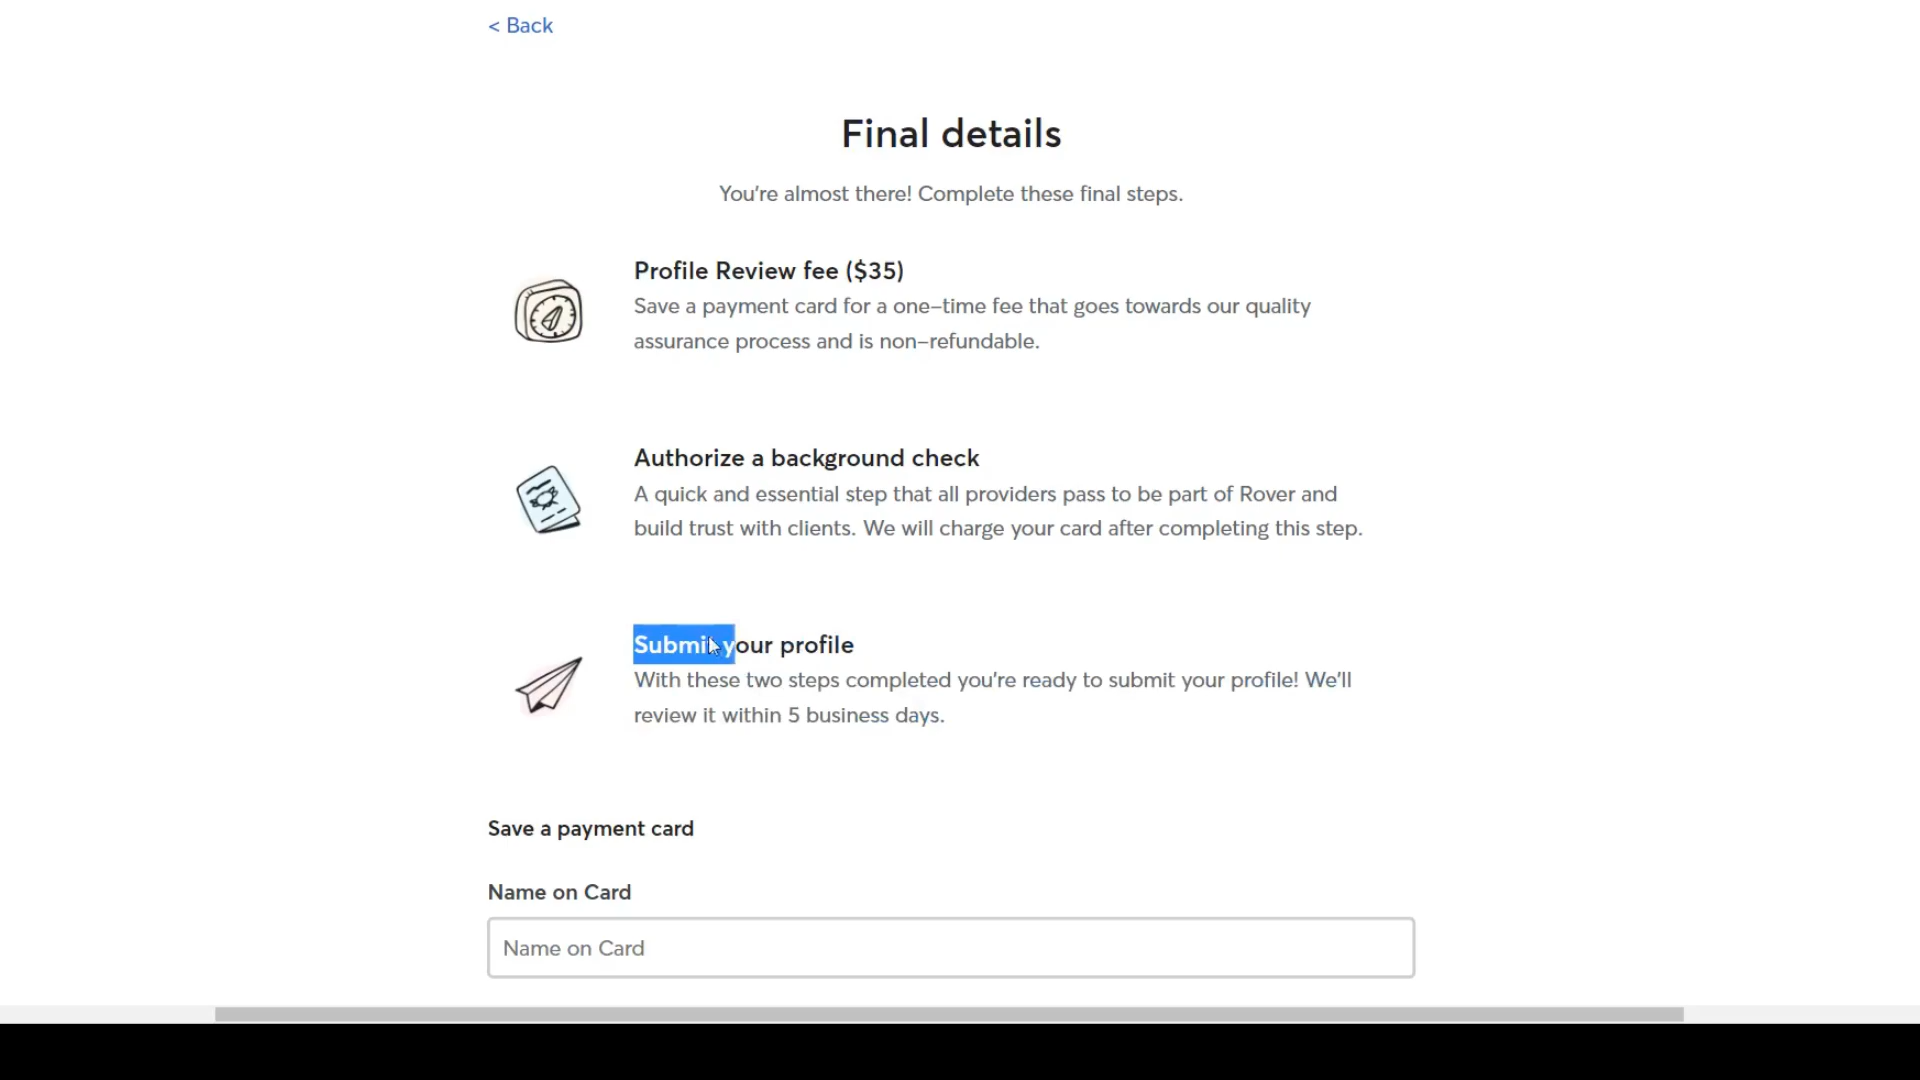 < Back
Final details
You're almost there! Complete these final steps.
Profile Review fee ($35)
Save a payment card for a one-time fee that goes towards our quality
assurance process and is non-refundable.
Authorize a background check
A quick and essential step that all providers pass to be part of Rover and
build trust with clients. We will charge your card after completing this step.
Submit your profile
With these two steps completed you're ready to submit your profile! We'll
review it within 5 business days.
Save a payment card
Name on Card
Name on Card